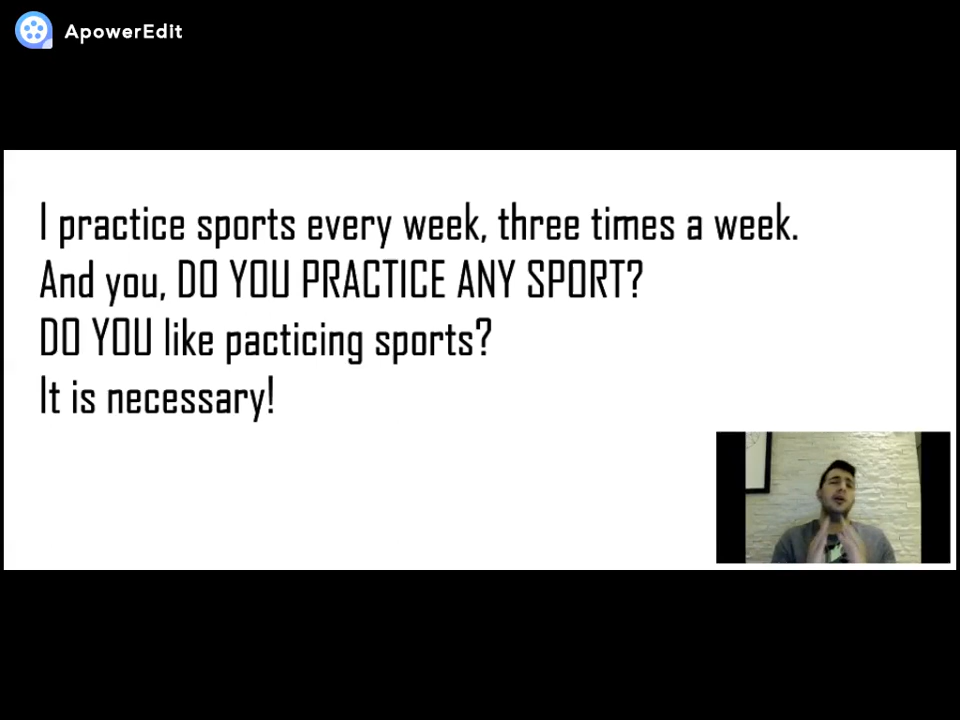 ApowerEdit
I practice sports every week, three times a week.
And you, DO YOU PRACTICE ANY SPORT?
DO YOU like pacticing sports?
It is necessary!